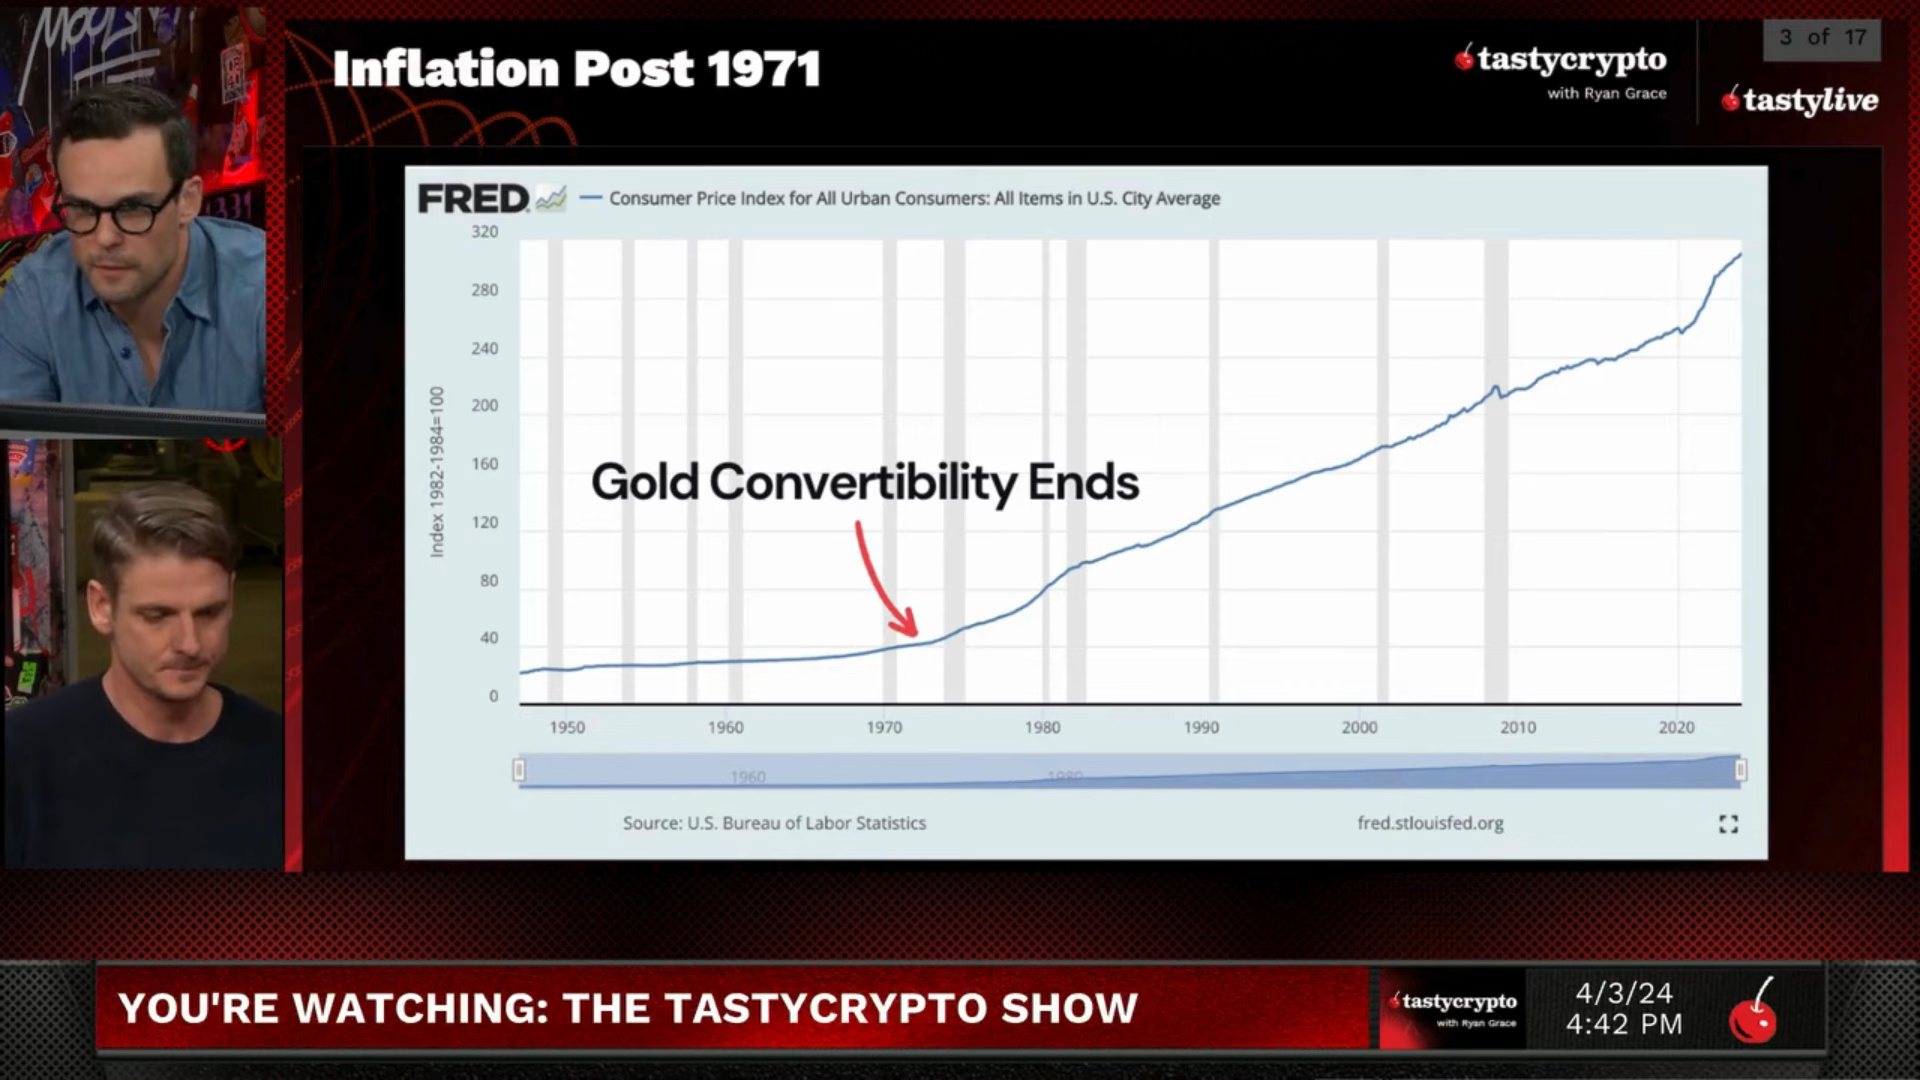 Inflation Post 1971
tastycrypto
with Ryan Grace
3 of 17
tastylive
FRED
Consumer Price Index for All Urban Consumers: All Items in U.S. City Average
320
280
240
200
160
120
80
40
0
Index 1982-1984=100
Gold Convertibility Ends
1950
1960
1970
1980
1990
2000
2010
2020
1960
1980
Source: U.S. Bureau of Labor Statistics
fred.stlouisfed.org
YOU'RE WATCHING: THE TASTYCRYPTO SHOW
tastycrypto
with Ryan Grace
4/3/24
4:42 PM